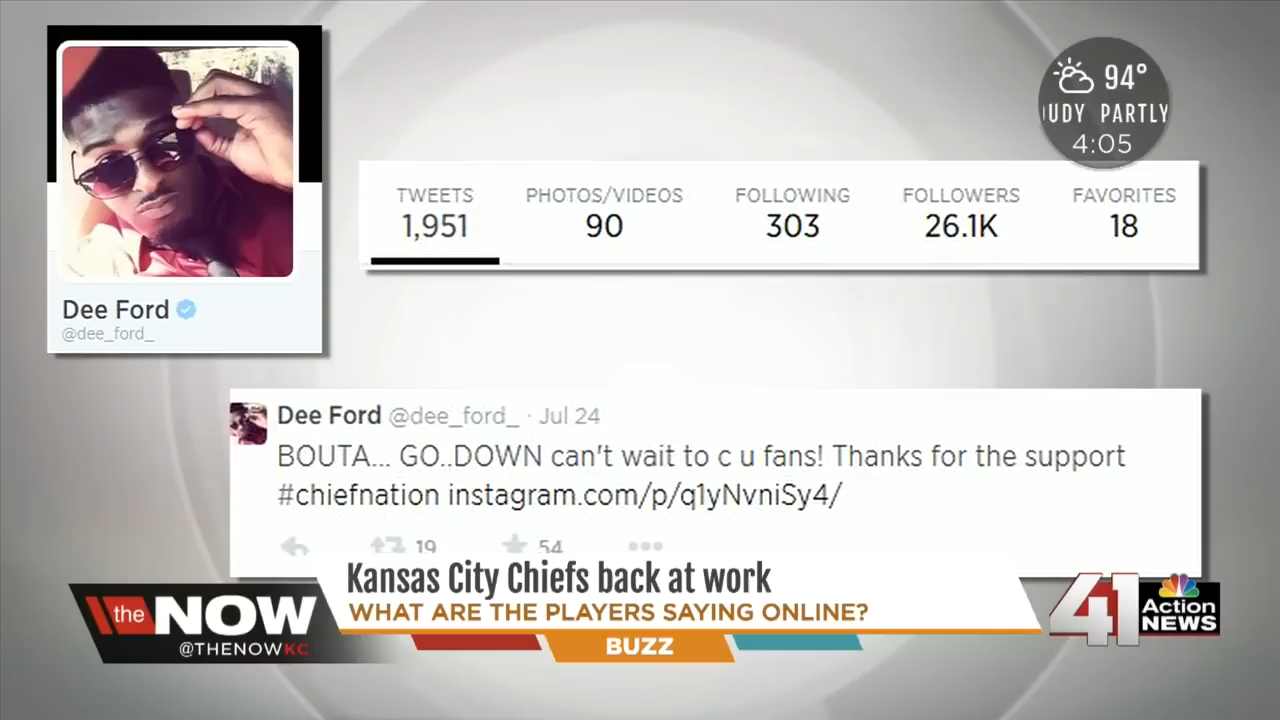 94°
OUDY PARTLY
4:05
TWEETS PHOTOS/VIDEOS FOLLOWING FOLLOWERS FAVORITES
1,951 90 303 26.1K 18
Dee Ford
@dee_ford_
Dee Ford @dee_ford_ · Jul 24
BOUTA... GO..DOWN can't wait to c u fans! Thanks for the support
#chiefnation instagram.com/p/q1yNvniSy4/
19 54
Kansas City Chiefs back at work
WHAT ARE THE PLAYERS SAYING ONLINE?
BUZZ
the NOW
@THENOWKC
41 Action NEWS